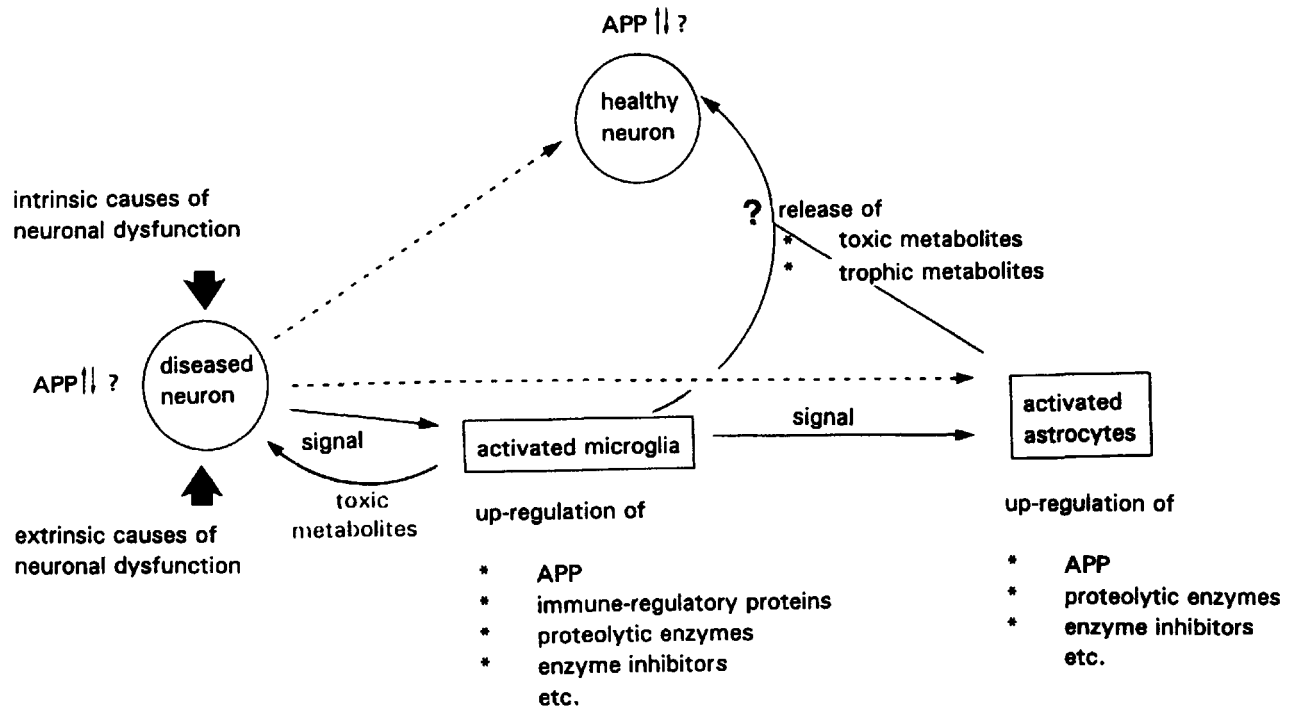 APP ↑↓ ?
healthy
neuron
intrinsic causes of
neuronal dysfunction
? release of
* toxic metabolites
* trophic metabolites
diseased
neuron
APP ↑↓ ?
signal
toxic
metabolites
activated microglia
signal
activated
astrocytes
extrinsic causes of
neuronal dysfunction
up-regulation of
* APP
* immune-regulatory proteins
* proteolytic enzymes
* enzyme inhibitors
etc.
up-regulation of
* APP
* proteolytic enzymes
* enzyme inhibitors
etc.